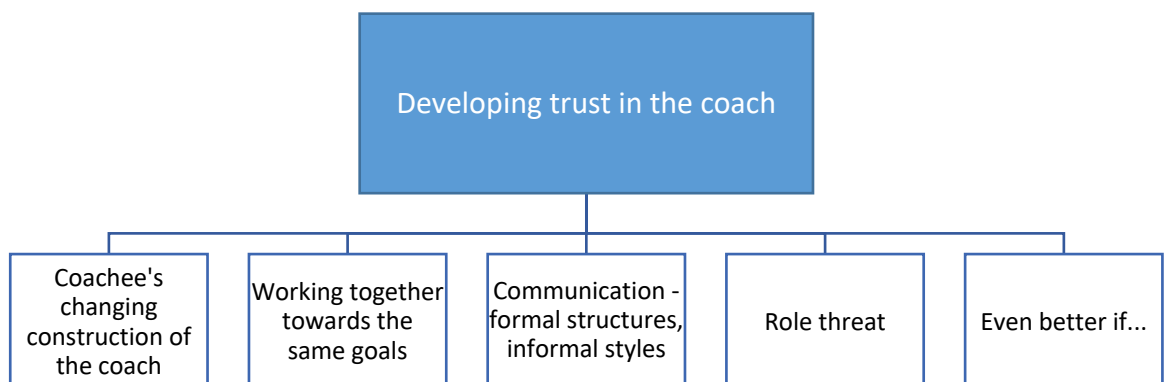 Developing trust in the coach
Coachee's
changing
construction of
the coach
Working together
towards the
same goals
Communication -
formal structures,
informal styles
Role threat
Even better if...